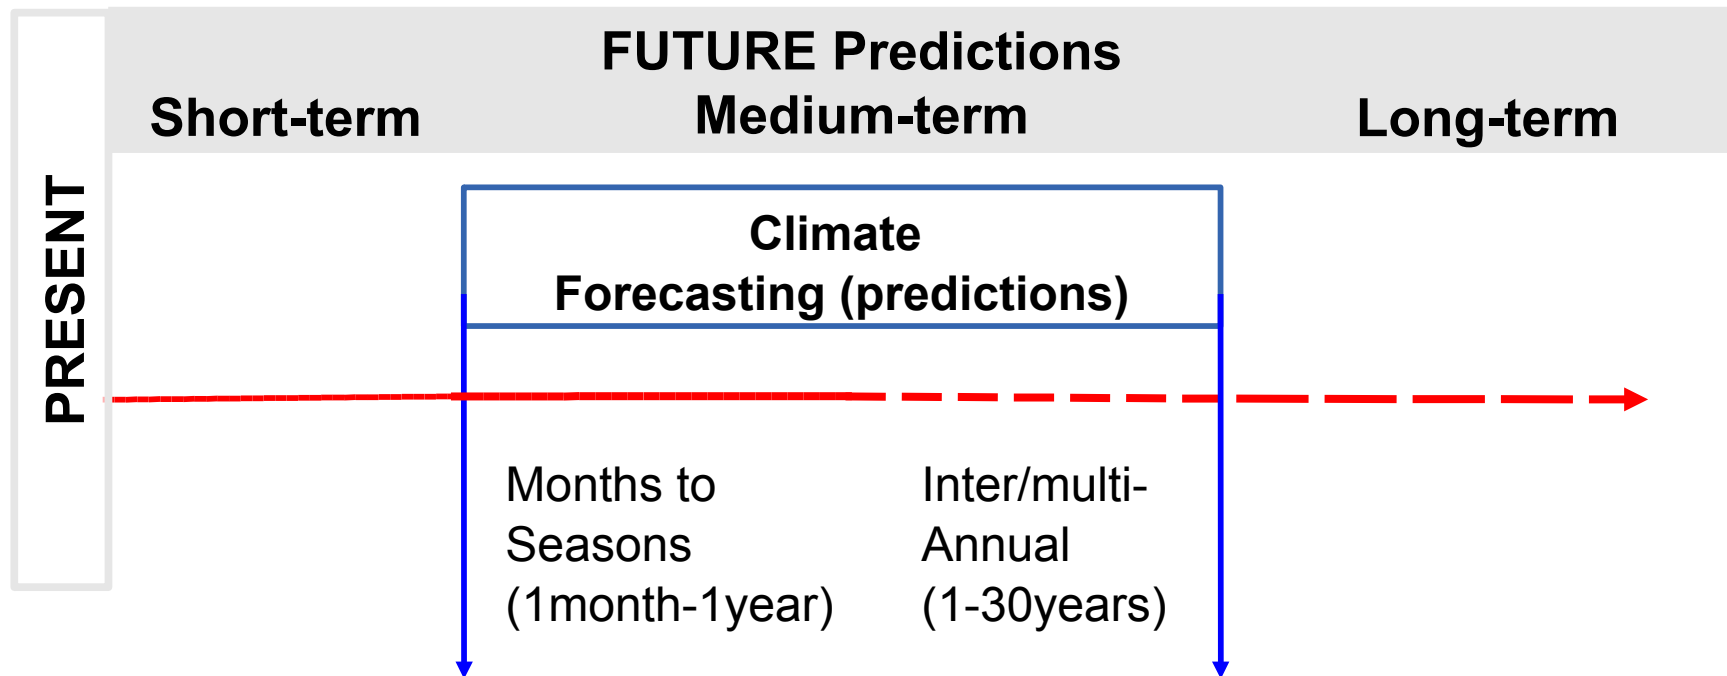 PRESENT
FUTURE Predictions
Short-term
Medium-term
Long-term
Climate
Forecasting (predictions)
Months to
Seasons
(1month-1year)
Inter/multi-
Annual
(1-30years)